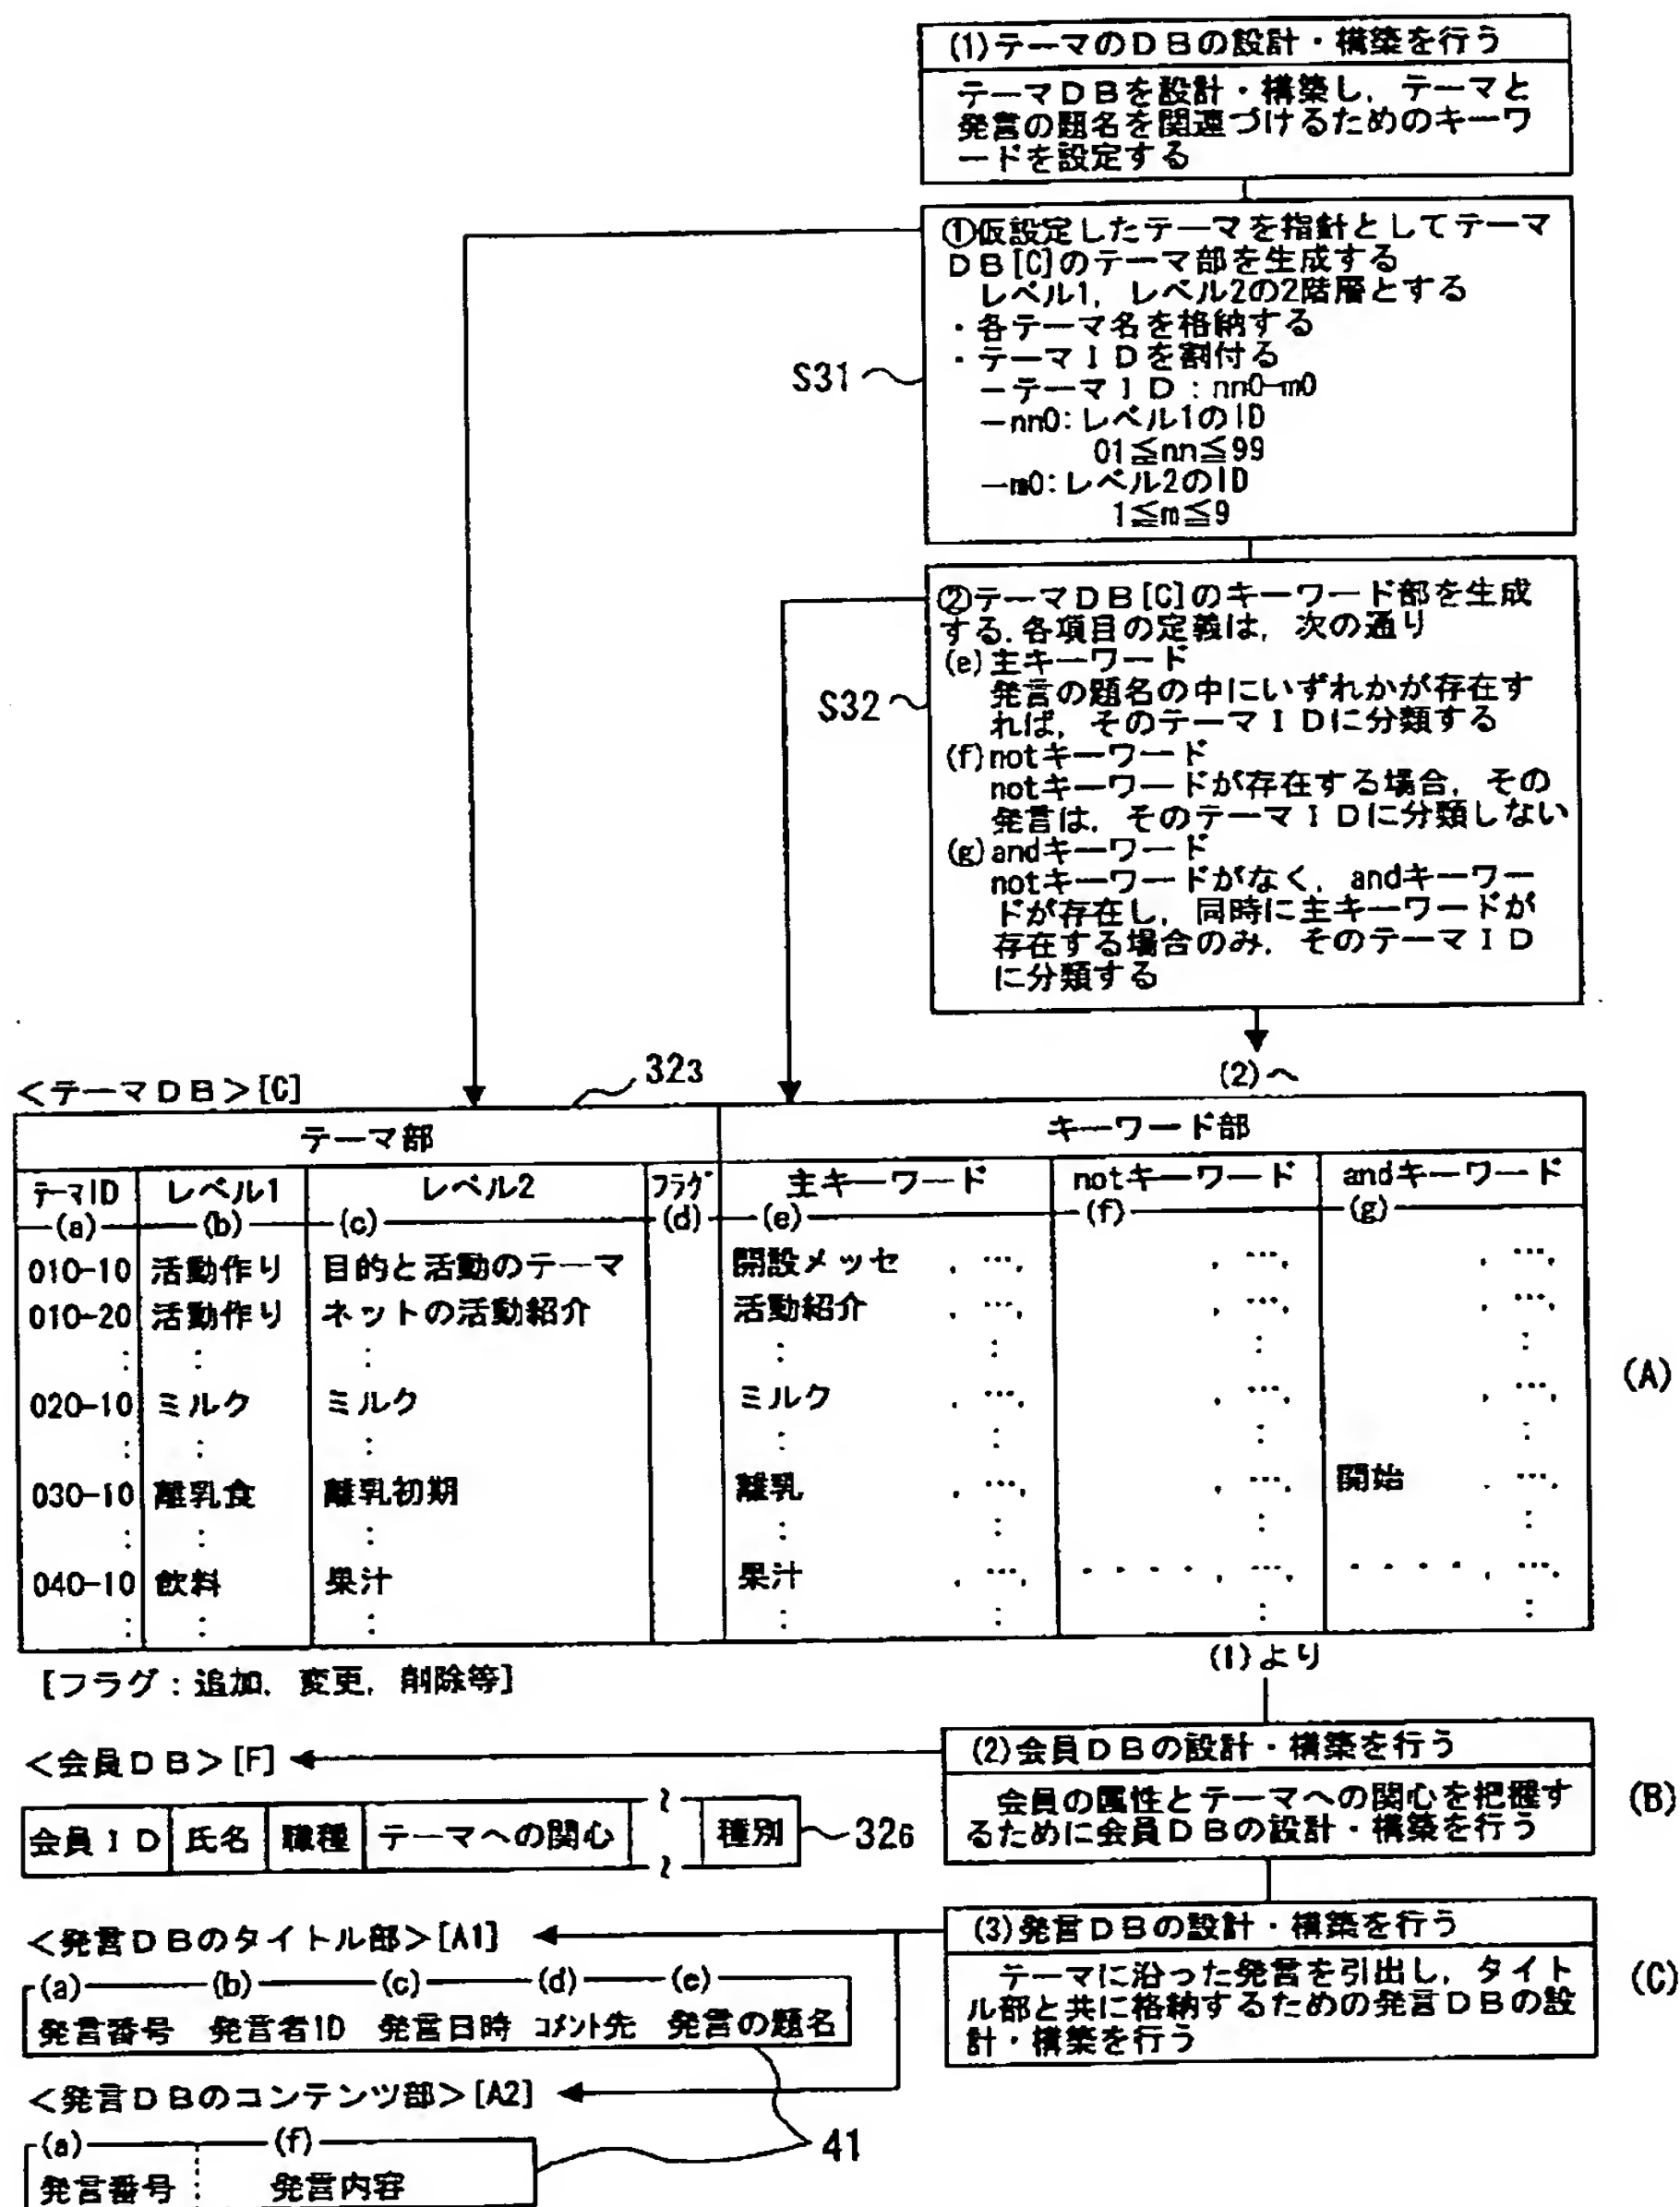 (1)テーマのＤＢの設計・構築を行う
テーマＤＢを設計・構築し，テーマと
発言の題名を関連づけるためのキーワ
ードを設定する
①仮設定したテーマを指針としてテーマ
ＤＢ[C]のテーマ部を生成する
レベル1，レベル2の2階層とする
・各テーマ名を格納する
・テーマＩＤを割付る
－テーマＩＤ：nn0-m0
－nn0:レベル1のID
01≦nn≦99
－m0:レベル2のID
1≦m≦9
S31
②テーマＤＢ[C]のキーワード部を生成
する.各項目の定義は，次の通り
(e)主キーワード
発言の題名の中にいずれかが存在す
れば，そのテーマＩＤに分類する
(f)notキーワード
notキーワードが存在する場合，その
発言は，そのテーマＩＤに分類しない
(g)andキーワード
notキーワードがなく，andキーワー
ドが存在し，同時に主キーワードが
存在する場合のみ，そのテーマＩＤ
に分類する
S32
(2)へ
＜テーマＤＢ＞[C]
323
テーマ部 キーワード部
テーマID レベル1 レベル2 フラグ 主キーワード notキーワード andキーワード
(a) (b) (c) (d) (e) (f) (g)
010-10 活動作り 目的と活動のテーマ 開設メッセ ，…， ，…， ，…，
010-20 活動作り ネットの活動紹介 活動紹介 ，…， ，…， ，…，
： ： ： ： ： ： ：
020-10 ミルク ミルク ミルク ，…， ，…， ，…，
： ： ： ： ： ： ：
030-10 離乳食 離乳初期 離乳 ，…， ，…， 開始 ，…，
： ： ： ： ： ： ：
040-10 飲料 果汁 果汁 ，…， ・・・・，…， ・・・・，…，
： ： ： ： ： ： ：
(A)
[フラグ：追加，変更，削除等]
(1)より
(2)会員ＤＢの設計・構築を行う
会員の属性とテーマへの関心を把握す
るために会員ＤＢの設計・構築を行う
(B)
＜会員ＤＢ＞[F]
会員ＩＤ 氏名 職種 テーマへの関心 種別
326
(3)発言ＤＢの設計・構築を行う
テーマに沿った発言を引出し，タイト
ル部と共に格納するための発言ＤＢの設
計・構築を行う
(C)
＜発言ＤＢのタイトル部＞[A1]
(a) (b) (c) (d) (e)
発言番号 発言者ID 発言日時 コメント先 発言の題名
＜発言ＤＢのコンテンツ部＞[A2]
(a) (f)
発言番号 発言内容
41